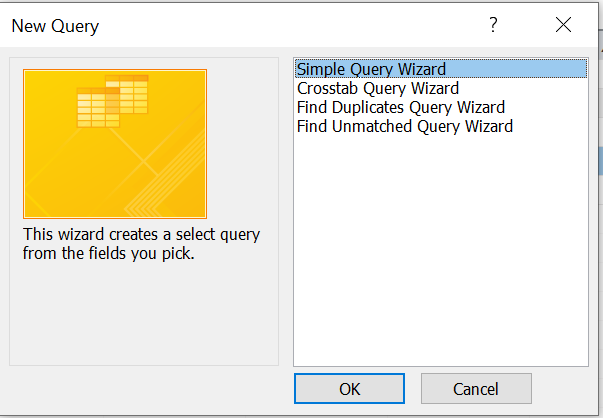 New Query
?
Simple Query Wizard
Crosstab Query Wizard
Find Duplicates Query Wizard
Find Unmatched Query Wizard
This wizard creates a select query
from the fields you pick.
OK
Cancel